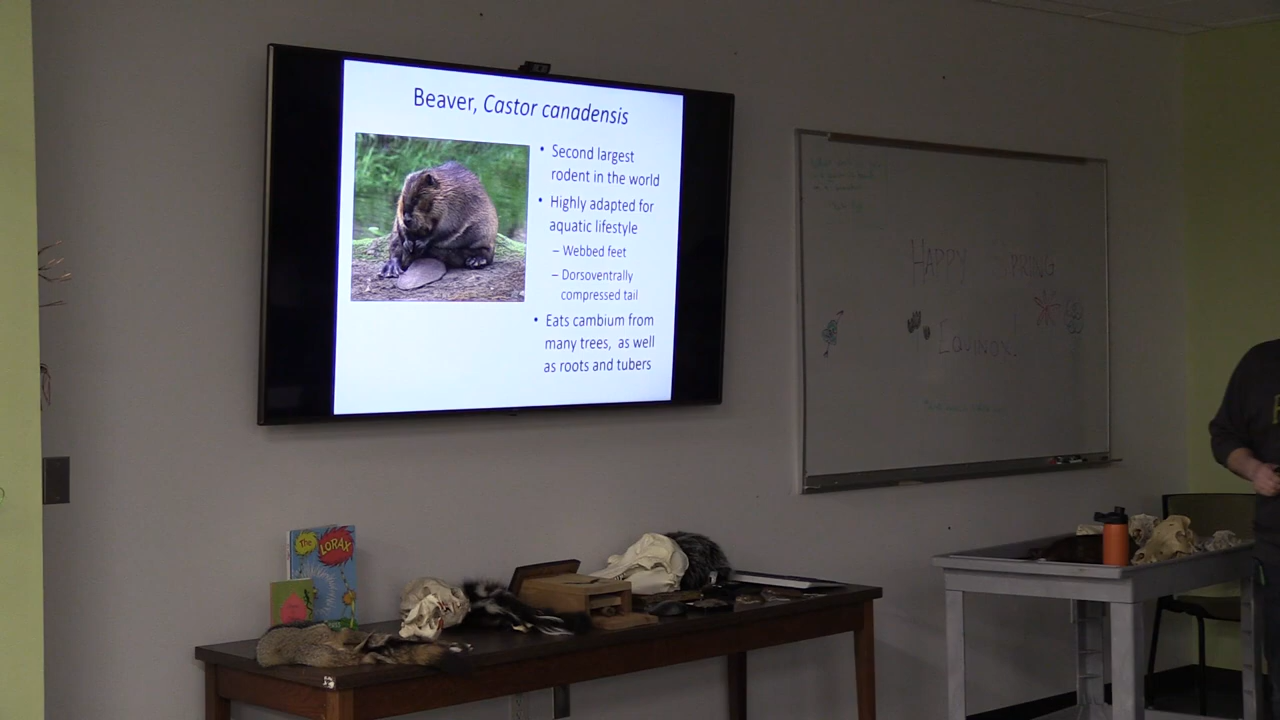 Beaver, Castor canadensis
• Second largest
rodent in the world
• Highly adapted for
aquatic lifestyle
– Webbed feet
– Dorsoventrally
compressed tail
• Eats cambium from
many trees, as well
as roots and tubers
HAPPY SPRING
EQUINOX!
The
LORAX